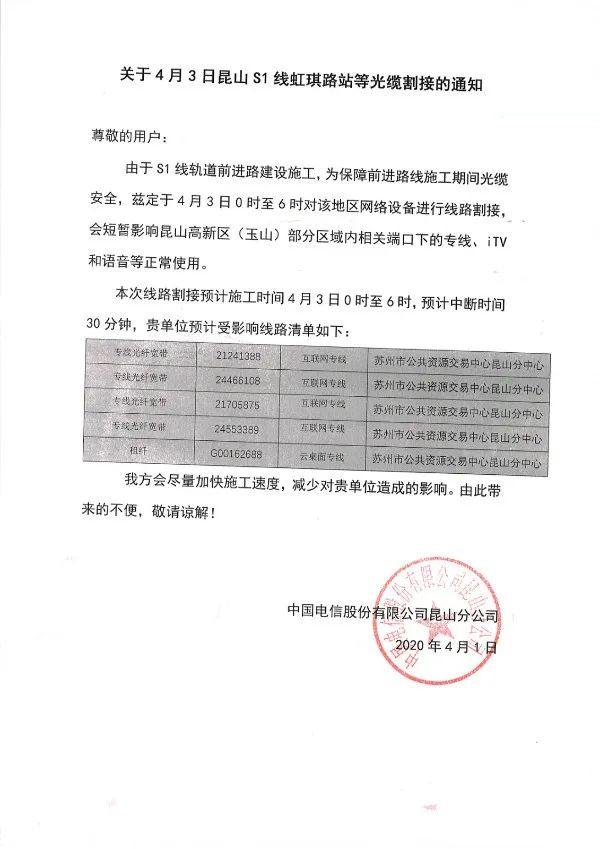 关于4月3日昆山S1线虹琪路站等光缆割接的通知
尊敬的用户：
由于S1线轨道前进路建设施工，为保障前进路线施工期间光缆
安全，兹定于4月3日0时至6时对该地区网络设备进行线路割接，
会短暂影响昆山高新区（玉山）部分区域内相关端口下的专线、iTV
和语音等正常使用。
本次线路割接预计施工时间4月3日0时至6时，预计中断时间
30分钟，贵单位预计受影响线路清单如下：
专线光纤宽带 21241388 互联网专线 苏州市公共资源交易中心昆山分中心
专线光纤宽带 24466108 互联网专线 苏州市公共资源交易中心昆山分中心
专线光纤宽带 21705875 互联网专线 苏州市公共资源交易中心昆山分中心
专线光纤宽带 24553389 互联网专线 苏州市公共资源交易中心昆山分中心
租纤 G00162688 云桌面专线 苏州市公共资源交易中心昆山分中心
我方会尽量加快施工速度，减少对贵单位造成的影响。由此带
来的不便，敬请谅解！
中国电信股份有限公司昆山分公司
2020年4月1日
中国电信股份有限公司昆山分公司